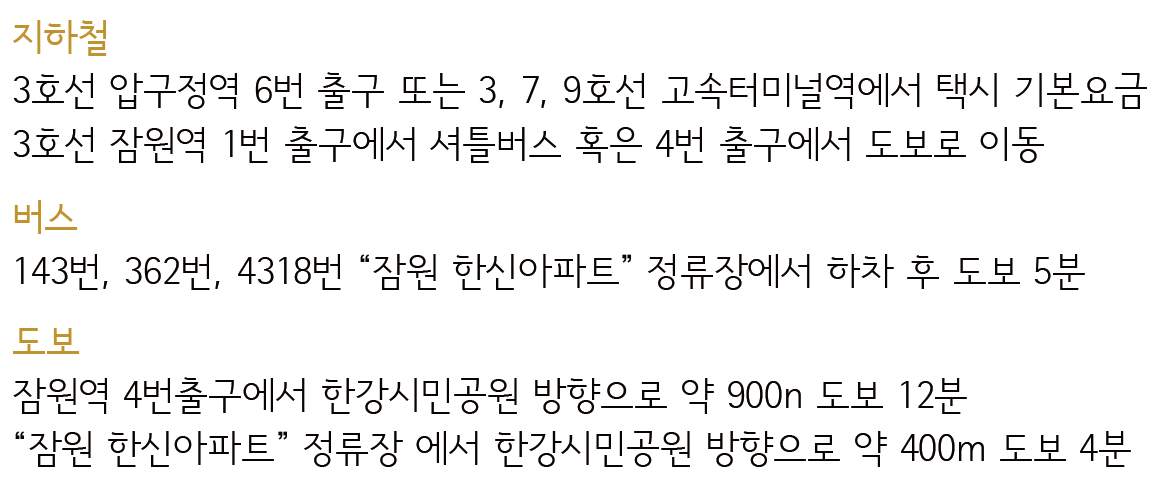 지하철
3호선 압구정역 6번 출구 또는 3, 7, 9호선 고속터미널역에서 택시 기본요금
3호선 잠원역 1번 출구에서 셔틀버스 혹은 4번 출구에서 도보로 이동
버스
143번, 362번, 4318번 “잠원 한신아파트” 정류장에서 하차 후 도보 5분
도보
잠원역 4번출구에서 한강시민공원 방향으로 약 900n 도보 12분
“잠원 한신아파트” 정류장 에서 한강시민공원 방향으로 약 400m 도보 4분